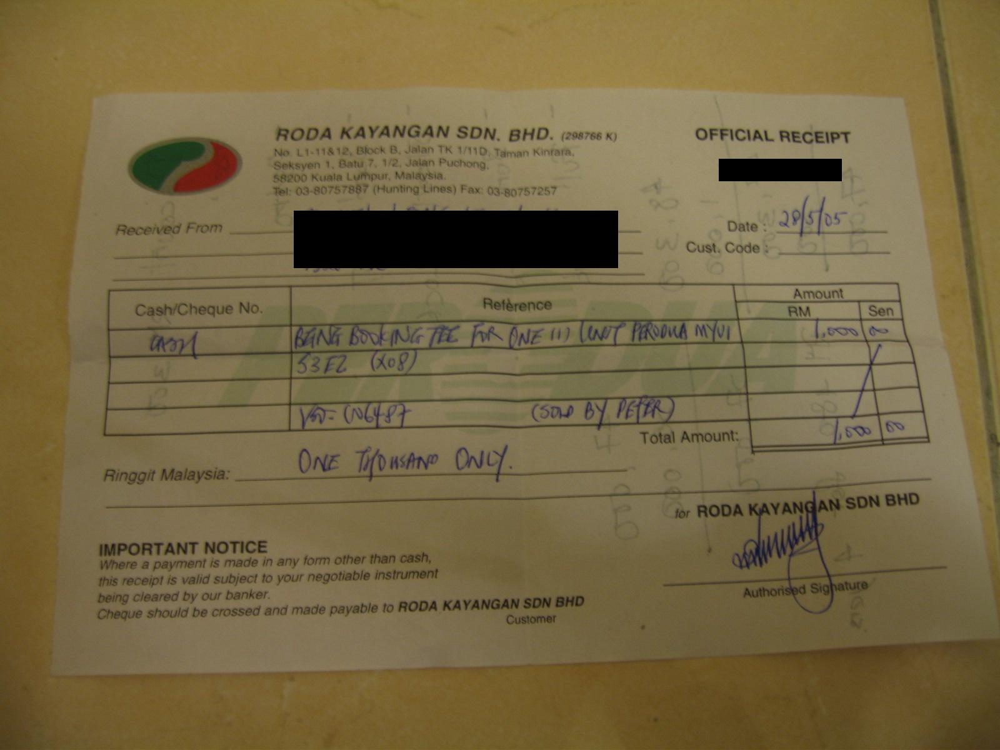 RODA KAYANGAN SDN. BHD. (298766 K)
No. L1-11&12, Block B, Jalan TK 1/11D, Taman Kinrara,
Seksyen 1, Batu 7, 1/2, Jalan Puchong,
58200 Kuala Lumpur, Malaysia.
Tel: 03-80757887 (Hunting Lines) Fax: 03-80757257
OFFICIAL RECEIPT
Received From
Date : 28/5/05
Cust. Code :
Cash/Cheque No. Reference Amount
RM Sen
CASH BEING BOOKING FEE FOR ONE (1) UNIT PERODUA MYVI 1,000 00
S3EZ (X08)
VSO- 006487 (SOLD BY PETER)
PERODUA
Total Amount: 1,000 00
Ringgit Malaysia: ONE THOUSAND ONLY.
for RODA KAYANGAN SDN BHD
Authorised Signature
IMPORTANT NOTICE
Where a payment is made in any form other than cash,
this receipt is valid subject to your negotiable instrument
being cleared by our banker.
Cheque should be crossed and made payable to RODA KAYANGAN SDN BHD
Customer